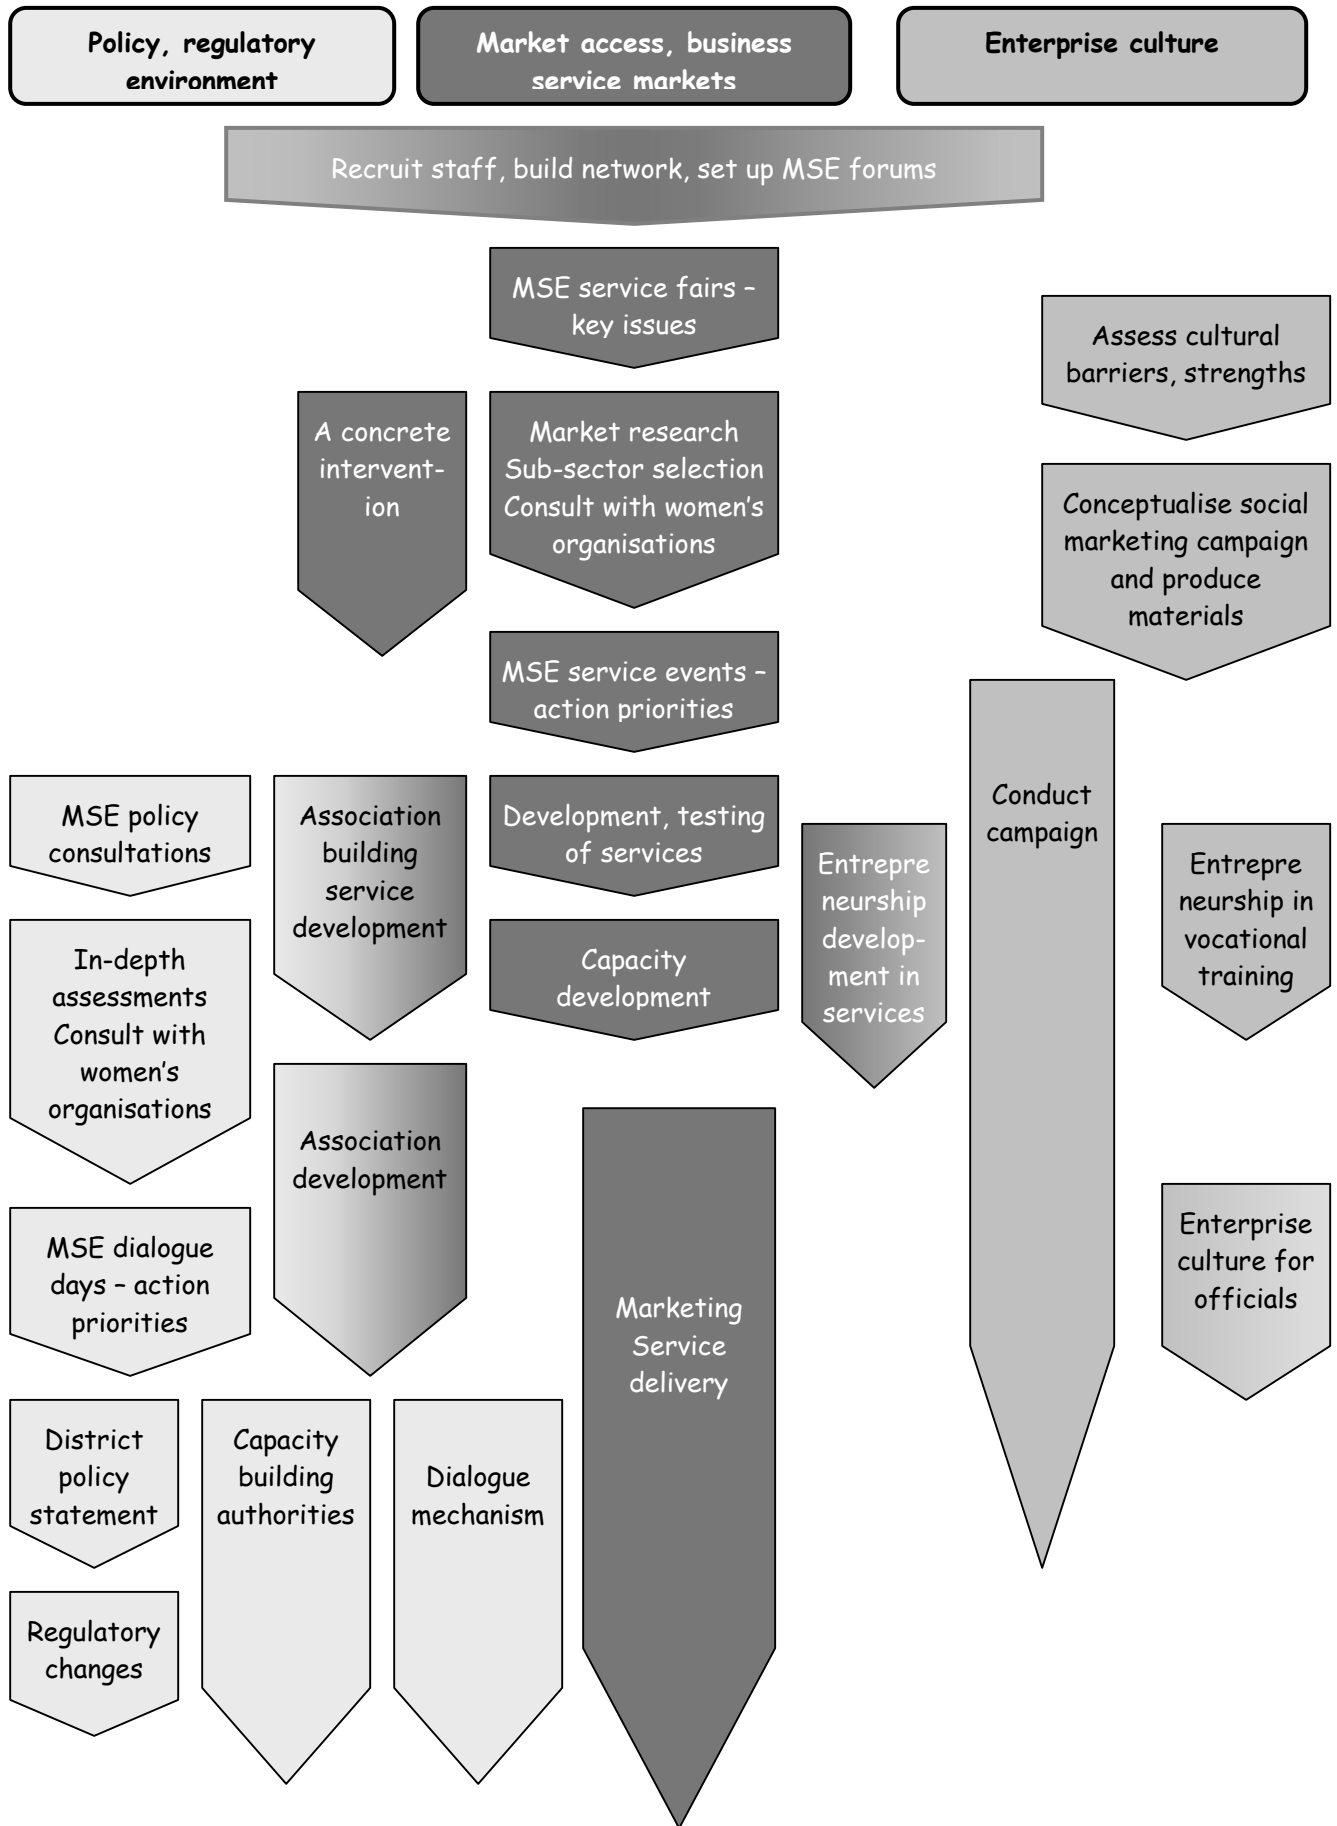 Policy, regulatory
environment
Market access, business
service markets
Enterprise culture
Recruit staff, build network, set up MSE forums
MSE service fairs –
key issues
Assess cultural
barriers, strengths
A concrete
intervent-
ion
Market research
Sub-sector selection
Consult with women's
organisations
Conceptualise social
marketing campaign
and produce
materials
MSE service events –
action priorities
Conduct
campaign
MSE policy
consultations
Association
building
service
development
Development, testing
of services
Entrepre
neurship
develop-
ment in
services
Entrepre
neurship in
vocational
training
In-depth
assessments
Consult with
women's
organisations
Capacity
development
Association
development
MSE dialogue
days – action
priorities
Marketing
Service
delivery
Enterprise
culture for
officials
District
policy
statement
Capacity
building
authorities
Dialogue
mechanism
Regulatory
changes